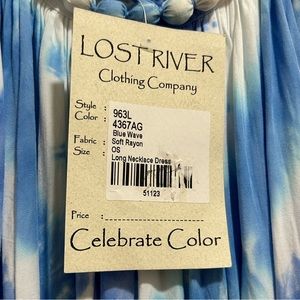 LOST RIVER
Clothing Company
Style : 963L
Color : 4367AG
Blue Wave
Fabric : Soft Rayon
Size : OS
Long Necklace Dress
51123
Price :
Celebrate Color